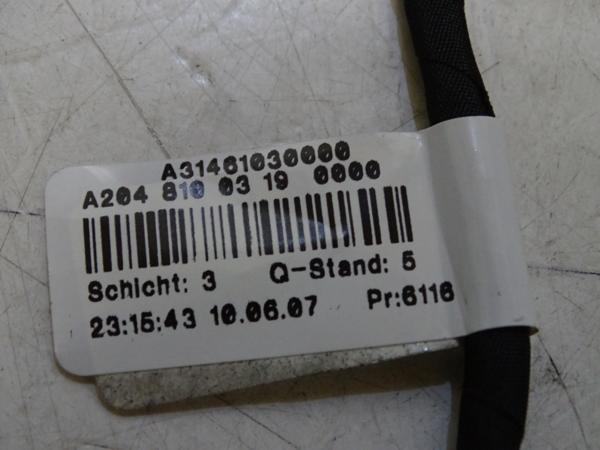 A31461030000
A204 810 03 19 0000
Schicht: 3 Q-Stand: 5
23:15:43 10.06.07 Pr:6116